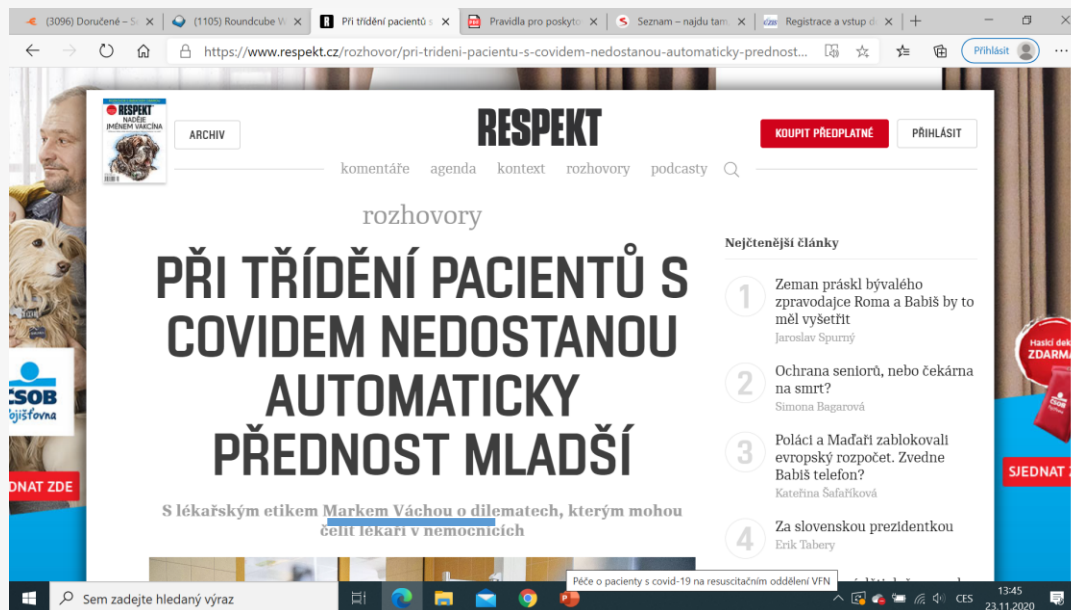 (3096) Doručené – S
(1105) Roundcube W
Při třídění pacientů s
Pravidla pro poskyto
Seznam – najdu tam
Registrace a vstup d
https://www.respekt.cz/rozhovor/pri-trideni-pacientu-s-covidem-nedostanou-automaticky-prednost...
Přihlásit
RESPEKT
NADĚJE
JMÉNEM VAKCÍNA
ARCHIV
RESPEKT
KOUPIT PŘEDPLATNÉ
PŘIHLÁSIT
komentáře agenda kontext rozhovory podcasty
rozhovory
PŘI TŘÍDĚNÍ PACIENTŮ S
COVIDEM NEDOSTANOU
AUTOMATICKY
PŘEDNOST MLADŠÍ
S lékařským etikem Markem Váchou o dilematech, kterým mohou
čelit lékaři v nemocnicích
Nejčtenější články
1
Zeman práskl bývalého
zpravodajce Roma a Babiš by to
měl vyšetřit
Jaroslav Spurný
2
Ochrana seniorů, nebo čekárna
na smrt?
Simona Bagarová
3
Poláci a Maďaři zablokovali
evropský rozpočet. Zvedne
Babiš telefon?
Kateřina Šafaříková
4
Za slovenskou prezidentkou
Erik Tabery
ČSOB
Pojišťovna
DNAT ZDE
Hasicí dek
ZDARMA
SJEDNAT
Péče o pacienty s covid-19 na resuscitačním oddělení VFN
Sem zadejte hledaný výraz
CES
13:45
23.11.2020